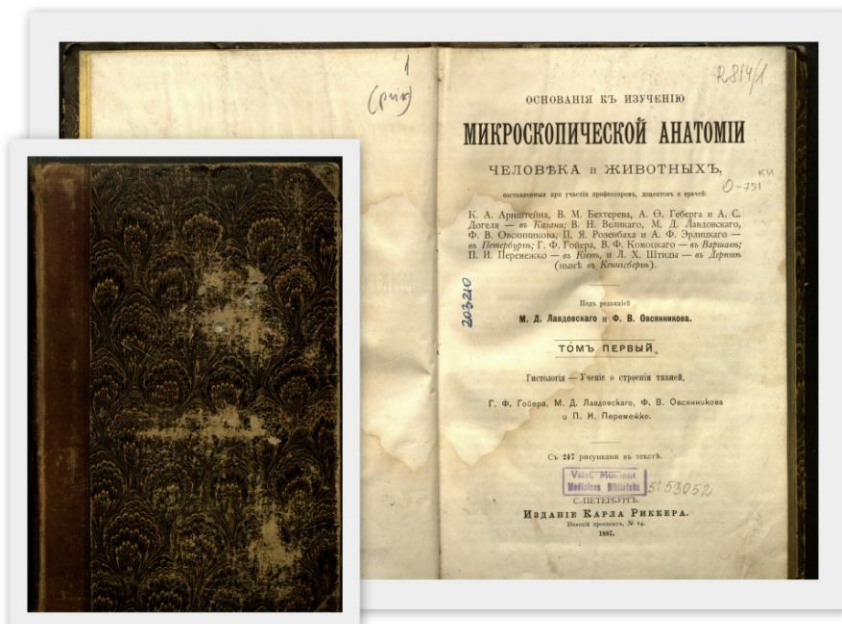 1
R 814/1
ОСНОВАНІЯ КЪ ИЗУЧЕНІЮ
МИКРОСКОПИЧЕСКОЙ АНАТОМІИ
ЧЕЛОВѢКА и ЖИВОТНЫХЪ,
составленныя при участіи профессоровъ, доцентовъ и врачей:
К. А. Арнштейна, В. М. Бехтерева, А. Ѳ. Геберга и А. С.
Догеля — въ Казани; В. Н. Великаго, М. Д. Лавдовскаго,
Ф. В. Овсянникова, П. Я. Розенбаха и А. Ф. Эрлицкаго —
въ Петербургѣ; Г. Ф. Гойера, В. Ф. Комоцкаго — въ Варшавѣ;
П. И. Перемежко — въ Кіевѣ, и Л. Х. Штиды — въ Дерптѣ
(нынѣ въ Кенигсбергѣ).
203210
Подъ редакціей
М. Д. Лавдовскаго и Ф. В. Овсянникова.
ТОМЪ ПЕРВЫЙ.
Гистологія — Ученіе о строеніи тканей,
Г. Ф. Гойера, М. Д. Лавдовскаго, Ф. В. Овсянникова
и П. И. Перемежко.
Съ 247 рисунками въ текстѣ.
Medicinos Biblioteka
53052
С.-ПЕТЕРБУРГЪ.
ИЗДАНІЕ КАРЛА РИККЕРА.
Невскій проспектъ, № 14.
1887.